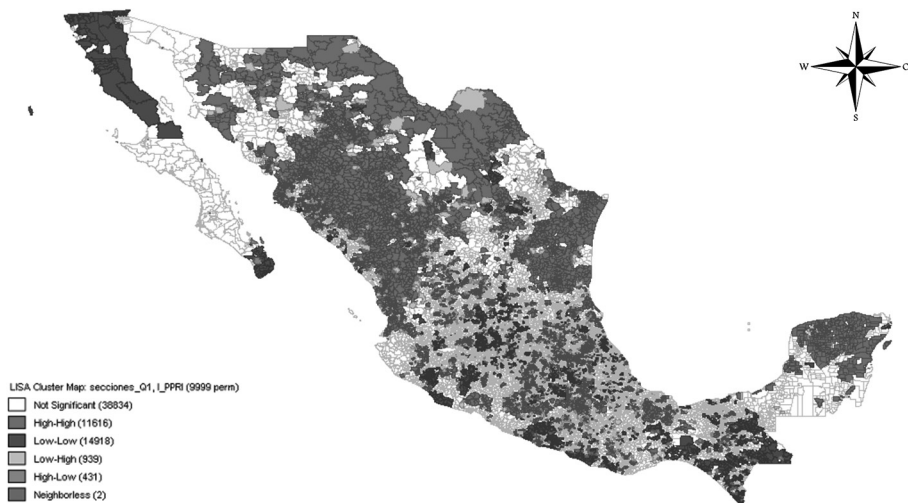 N
W
C
S
LISA Cluster Map: secciones_Q1, I_PPRI (9999 perm)
Not Significant (38834)
High-High (11616)
Low-Low (14918)
Low-High (939)
High-Low (431)
Neighborless (2)